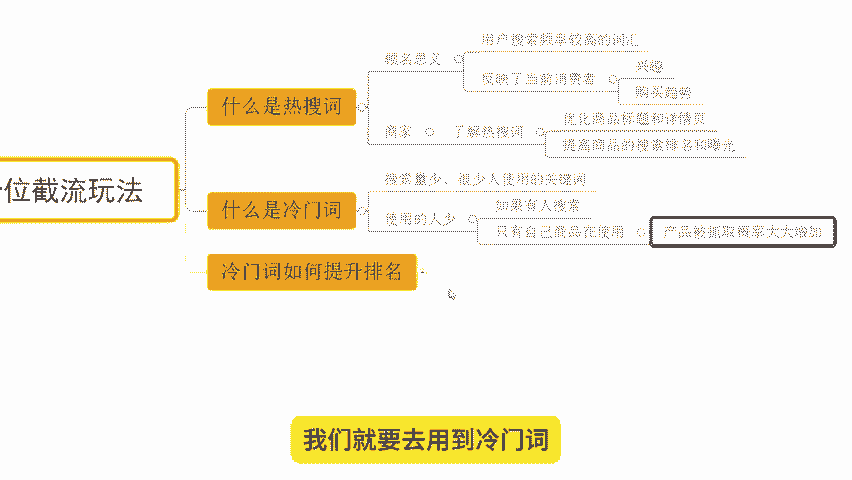 用户搜索频率较高的词汇
顾名思义
兴趣
反映了当前消费者
购买趋势
什么是热搜词
优化商品标题和详情页
商家
了解热搜词
提高商品的搜索排名和曝光
位截流玩法
搜索量少、很少人使用的关键词
什么是冷门词
如果有人搜索
使用的人少
只有自己商品在使用
产品被抓取概率大大增加
冷门词如何提升排名
我们就要去用到冷门词